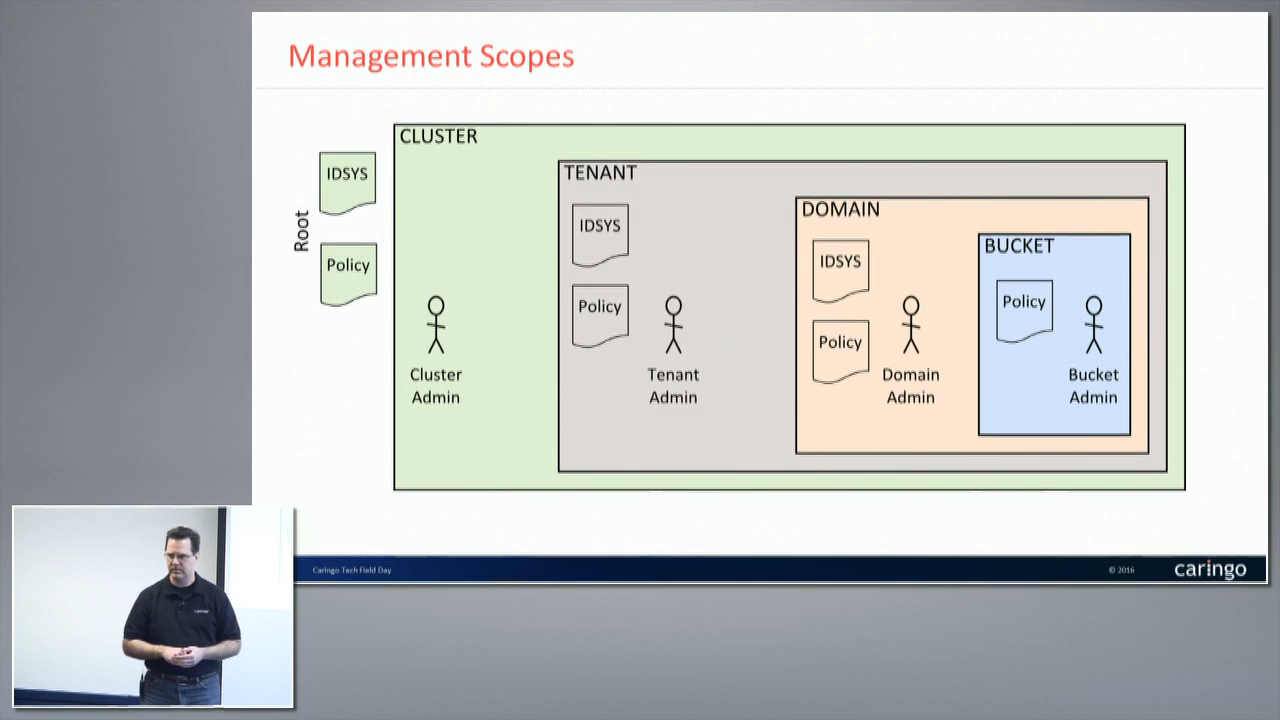 Management Scopes
Root
IDSYS
Policy
CLUSTER
Cluster
Admin
TENANT
IDSYS
Policy
Tenant
Admin
DOMAIN
IDSYS
Policy
Domain
Admin
BUCKET
Policy
Bucket
Admin
Caringo Tech Field Day
© 2016
caringo